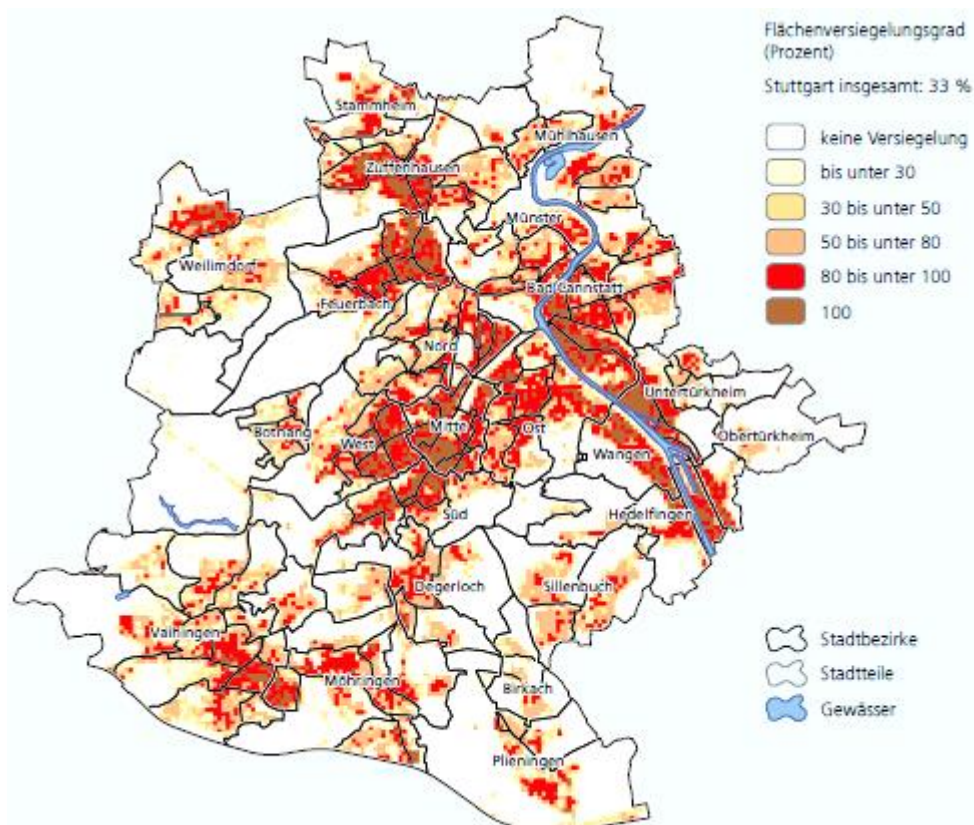 Flächenversiegelungsgrad
(Prozent)
Stuttgart insgesamt: 33 %
keine Versiegelung
bis unter 30
30 bis unter 50
50 bis unter 80
80 bis unter 100
100
Stammheim
Mühlhausen
Zuffenhausen
Münster
Weilimdorf
Feuerbach
Bad Cannstatt
Nord
Untertürkheim
Botnang
West
Mitte
Ost
Obertürkheim
Wangen
Süd
Hedelfingen
Degerloch
Sillenbuch
Vaihingen
Möhringen
Birkach
Plieningen
Stadtbezirke
Stadtteile
Gewässer